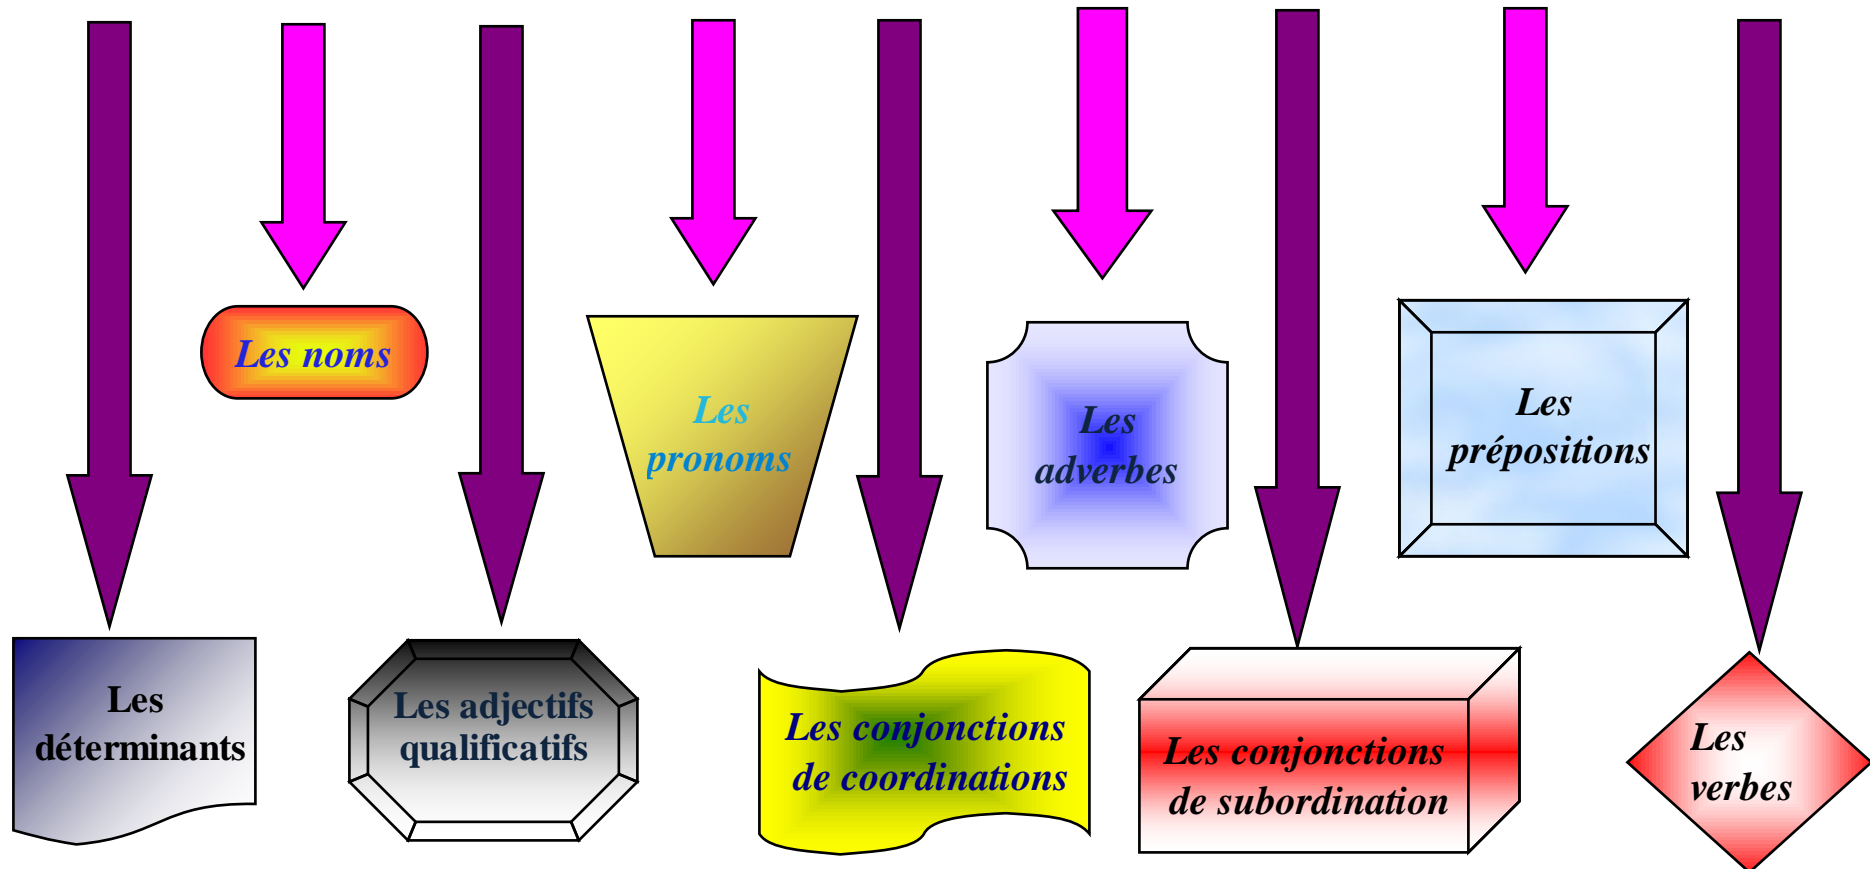 Les noms
Les
pronoms
Les
adverbes
Les
prépositions
Les
déterminants
Les adjectifs
qualificatifs
Les conjonctions
de coordinations
Les conjonctions
de subordination
Les
verbes